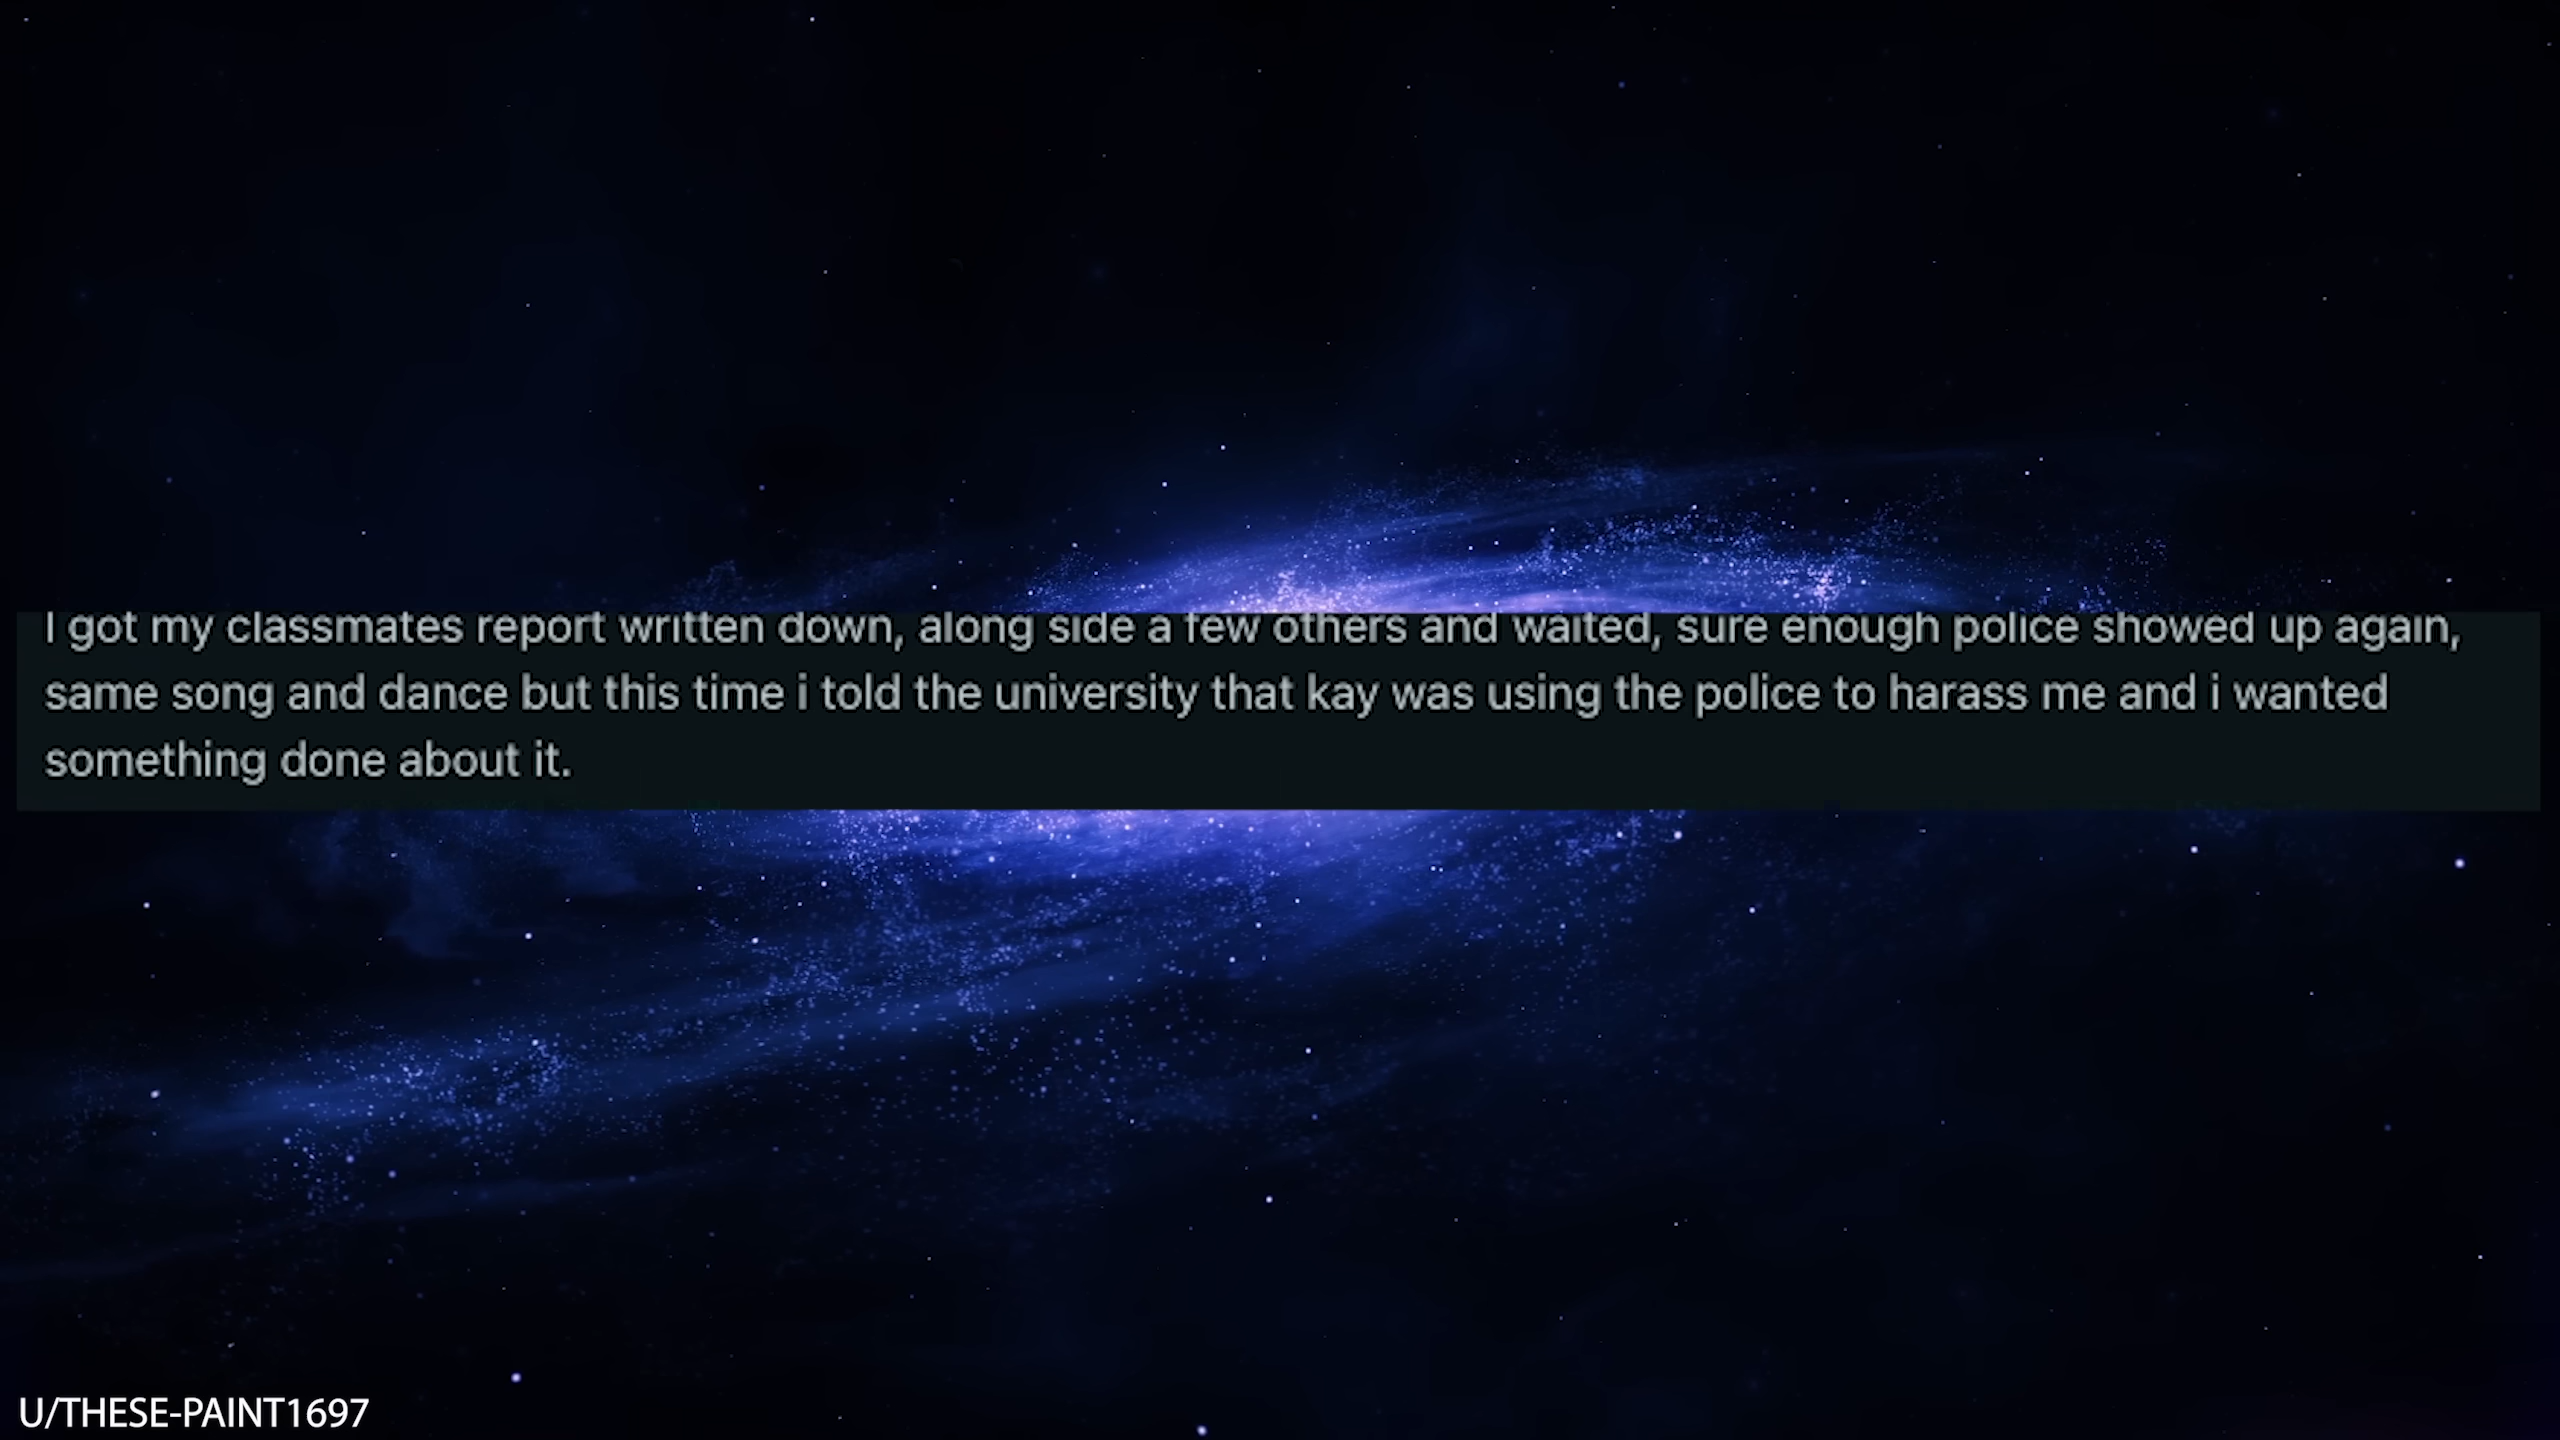 I got my classmates report written down, along side a few others and waited, sure enough police showed up again,
same song and dance but this time i told the university that kay was using the police to harass me and i wanted
something done about it.
U/THESE-PAINT1697